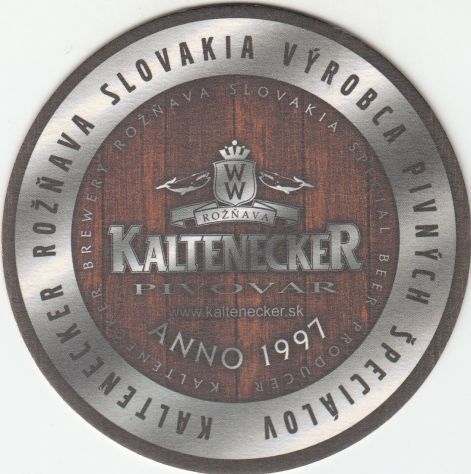 KALTENECKER ROŽŇAVA SLOVAKIA VÝROBCA PIVNÝCH ŠPECIÁLOV
KALTENECKER BREWERY ROŽŇAVA SLOVAKIA SPECIAL BEER PRODUCER
W
W
ROŽŇAVA
KALTENECKER
PIVOVAR
www.kaltenecker.sk
ANNO 1997